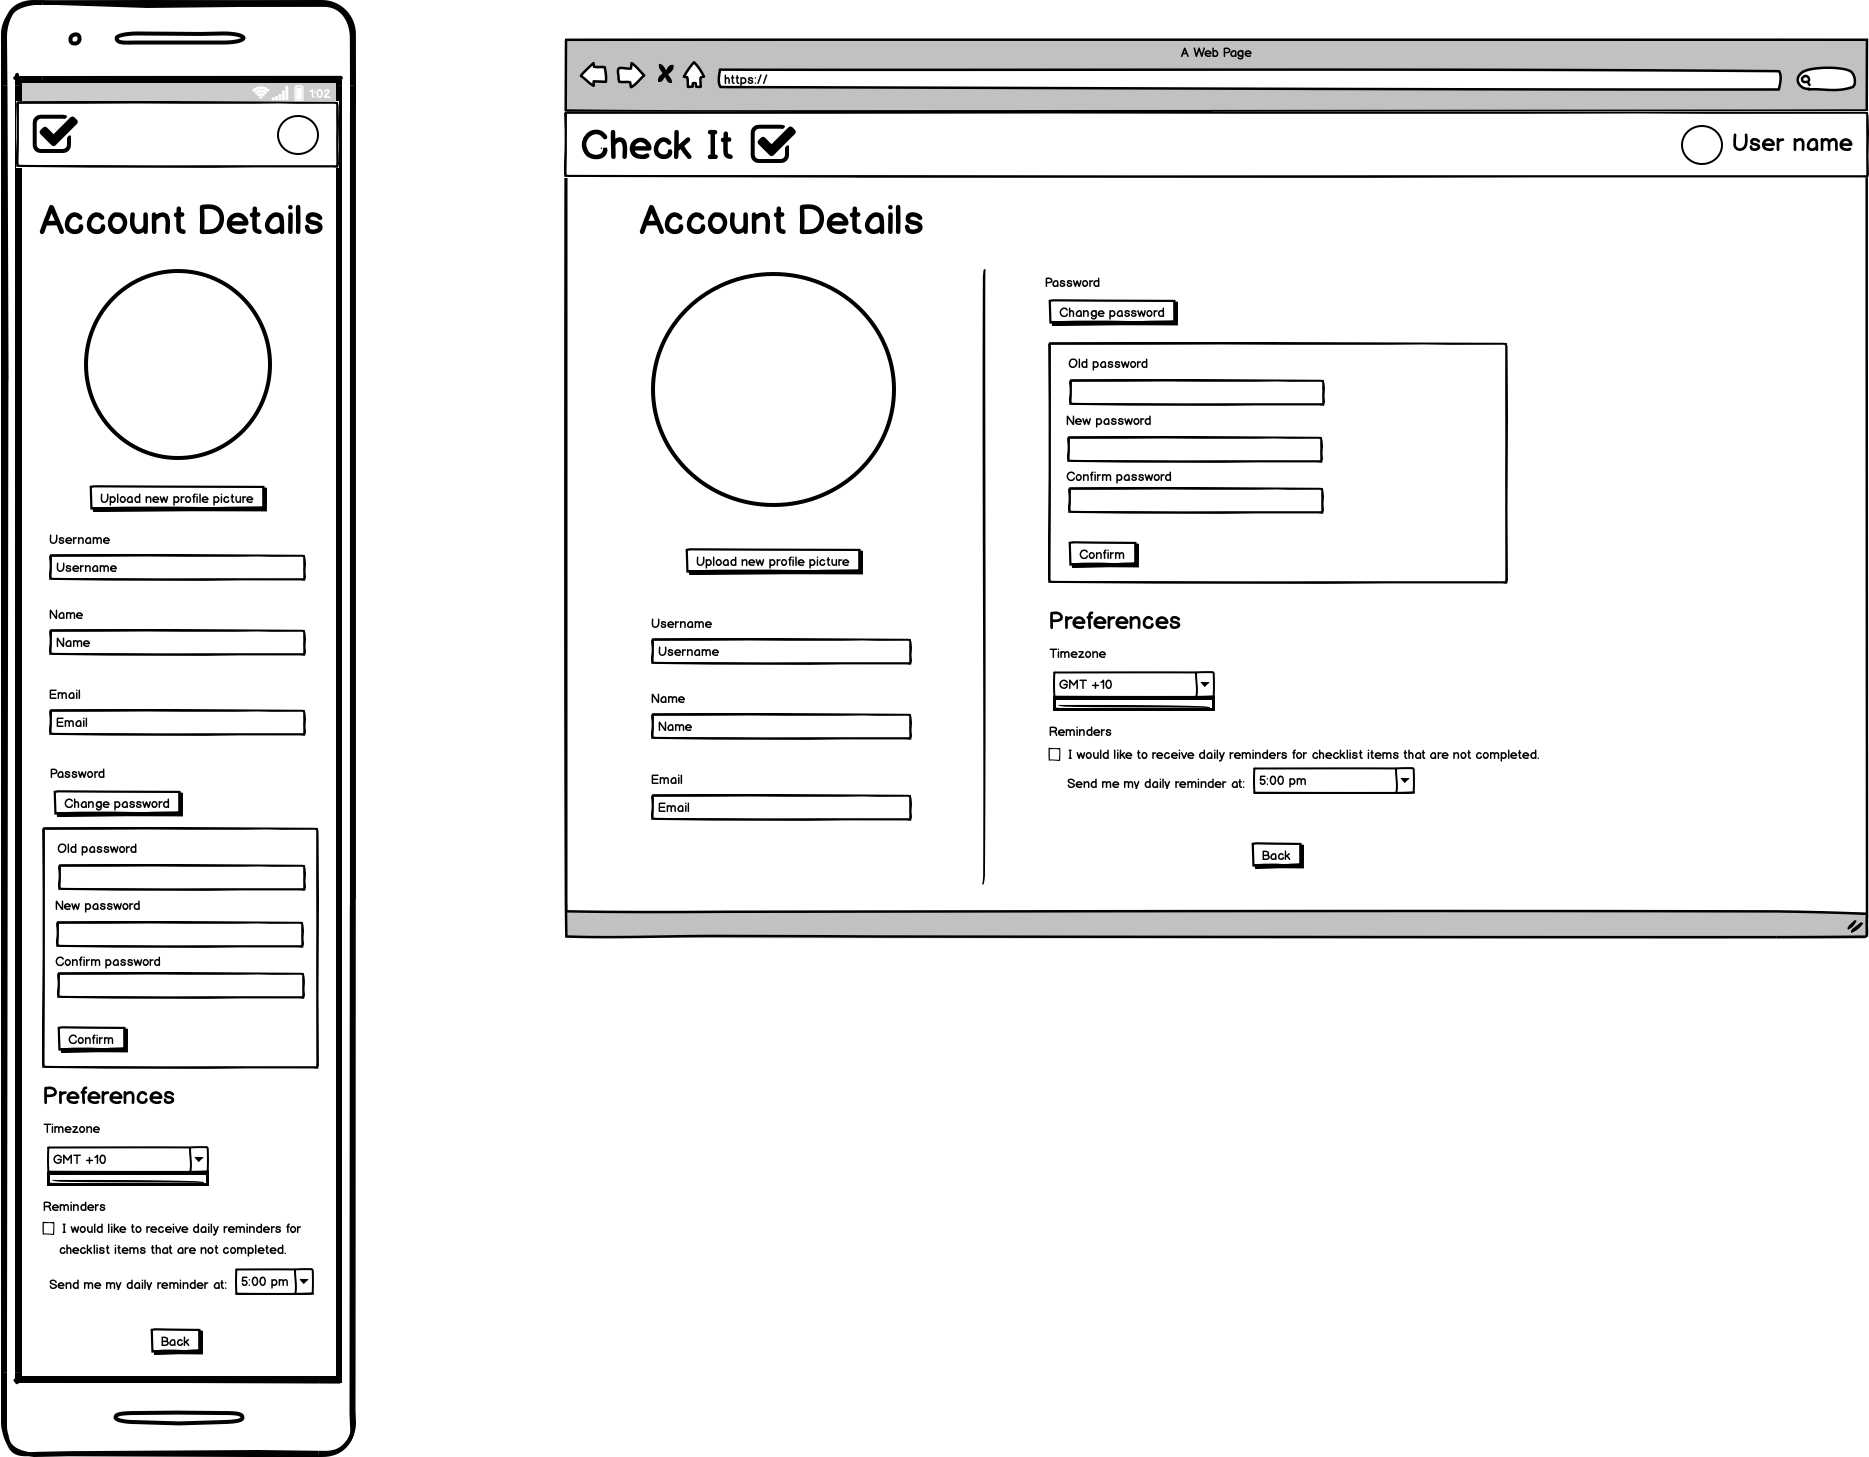 1:02
Account Details
Upload new profile picture
Username
Username
Name
Name
Email
Email
Password
Change password
Old password
New password
Confirm password
Confirm
Preferences
Timezone
GMT +10
Reminders
I would like to receive daily reminders for
checklist items that are not completed.
Send me my daily reminder at: 5:00 pm
Back
A Web Page
https://
Check It
User name
Account Details
Upload new profile picture
Username
Username
Name
Name
Email
Email
Password
Change password
Old password
New password
Confirm password
Confirm
Preferences
Timezone
GMT +10
Reminders
I would like to receive daily reminders for checklist items that are not completed.
Send me my daily reminder at: 5:00 pm
Back